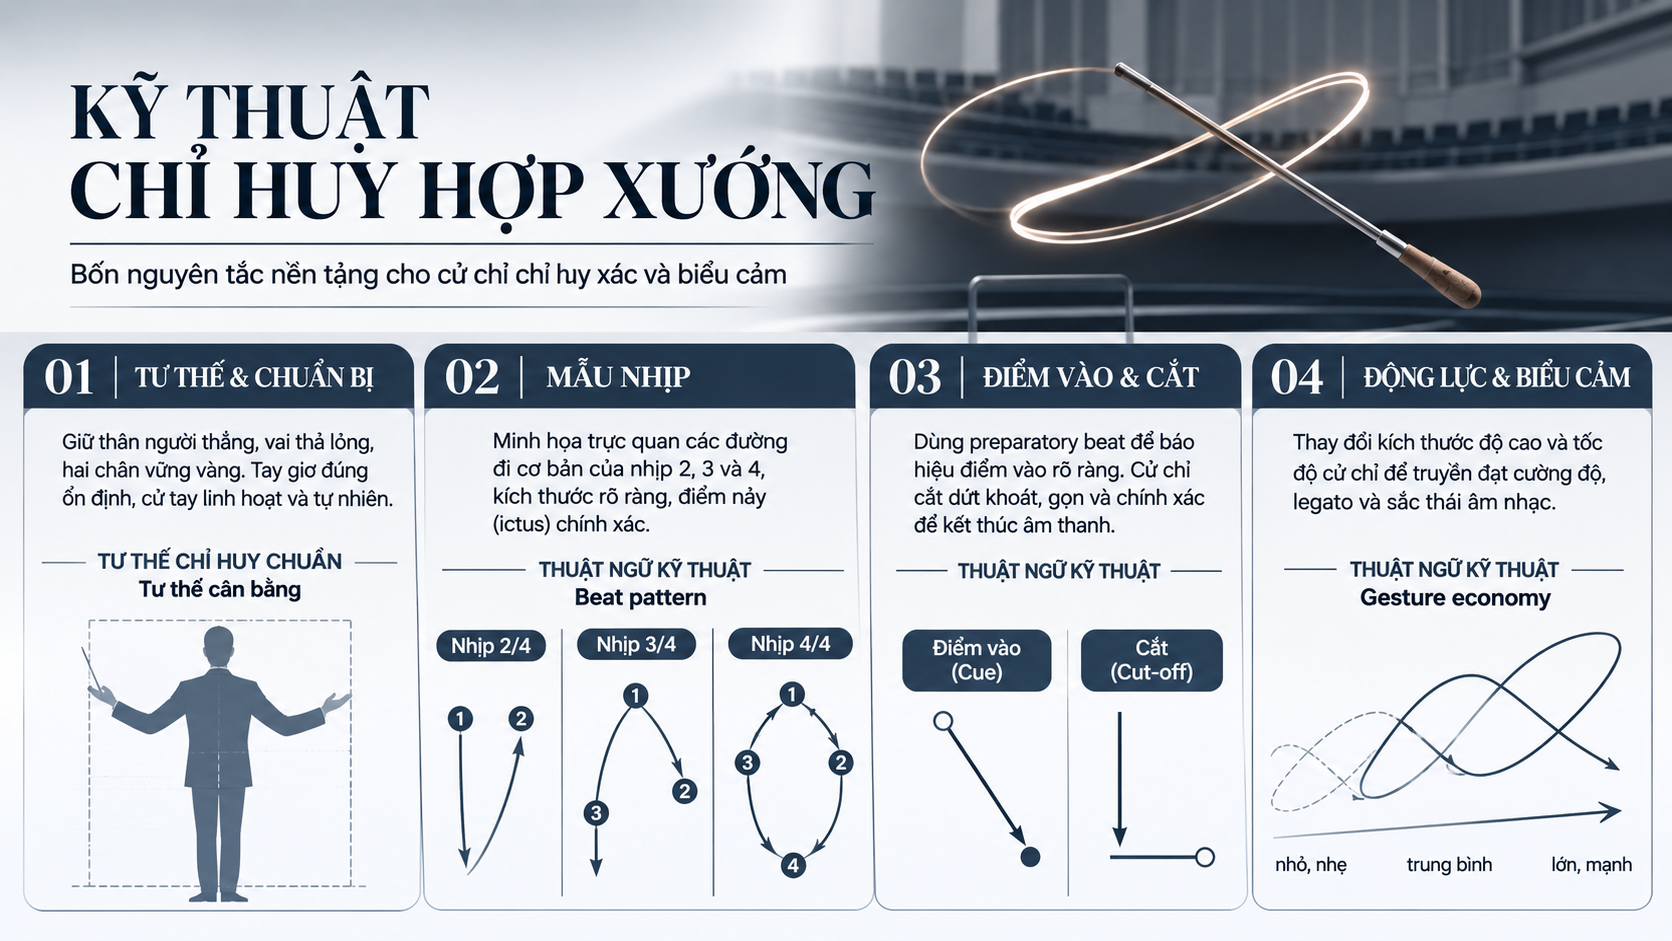 KỸ THUẬT
CHỈ HUY HỢP XƯỚNG
Bốn nguyên tắc nền tặng cho cử chỉ chỉ huy xác và biểu cảm
01 TƯ THẾ & CHUẨN BỊ
Giữ thân người thẳng, vai thả lỏng,
hai chân vững vàng. Tay giơ đúng
ổn định, cử tay linh hoạt và tự nhiên.
TƯ THẾ CHỈ HUY CHUẨN
Tư thế cân bằng
02 MẪU NHỊP
Minh họa trực quan các đường
đi cơ bản của nhịp 2, 3 và 4,
kích thước rõ ràng, điểm nảy
(ictus) chính xác.
THUẬT NGỮ KỸ THUẬT
Beat pattern
Nhịp 2/4
1 2
Nhịp 3/4
1
2
3
Nhịp 4/4
1
3 2
4
03 ĐIỂM VÀO & CẮT
Dùng preparatory beat để báo
hiệu điểm vào rõ ràng. Cử chỉ
cắt dứt khoát, gọn và chính xác
để kết thúc âm thanh.
THUẬT NGỮ KỸ THUẬT
Điểm vào
(Cue)
Cắt
(Cut-off)
04 ĐỘNG LỰC & BIỂU CẢM
Thay đổi kích thước độ cao và tốc
độ cử chỉ để truyền đạt cường độ,
legato và sắc thái âm nhạc.
THUẬT NGỮ KỸ THUẬT
Gesture economy
nhỏ, nhẹ trung bình lớn, mạnh